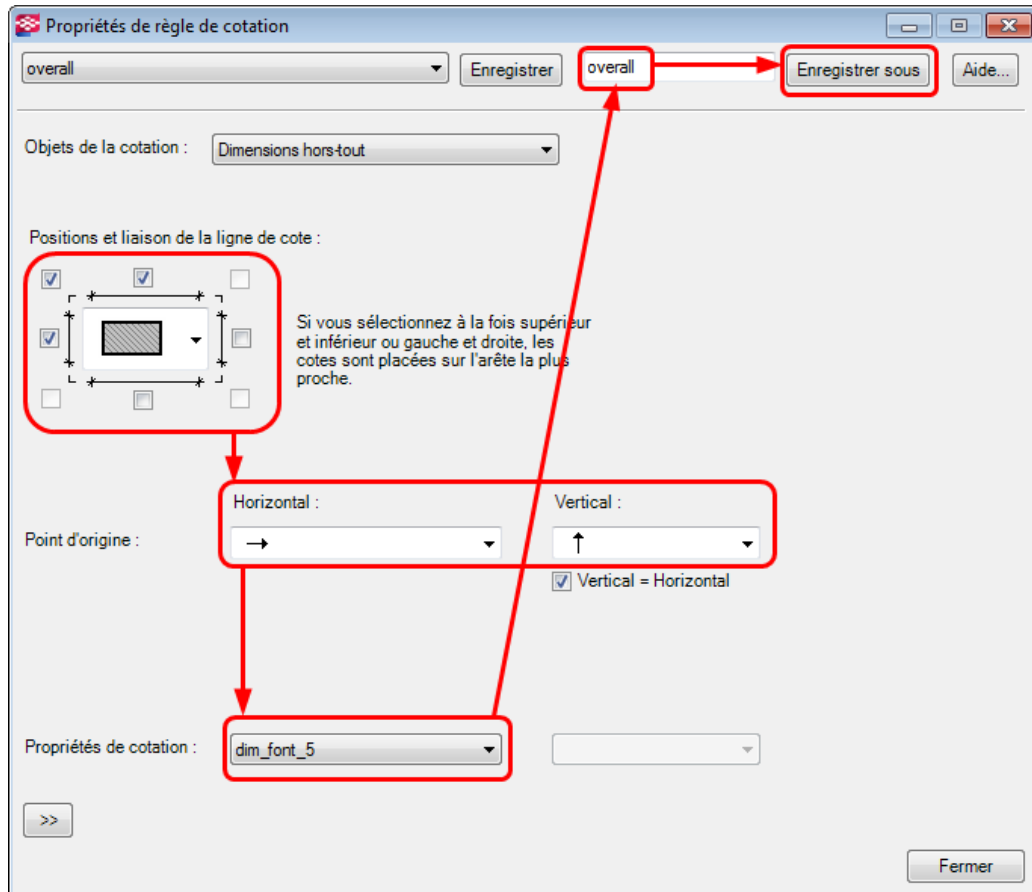 Propriétés de règle de cotation
overall Enregistrer overall Enregistrer sous Aide...
Objets de la cotation : Dimensions hors-tout
Positions et liaison de la ligne de cote :
Si vous sélectionnez à la fois supérieur
et inférieur ou gauche et droite, les
cotes sont placées sur l'arête la plus
proche.
Horizontal : Vertical :
Point d'origine :
Vertical = Horizontal
Propriétés de cotation : dim_font_5
>>
Fermer